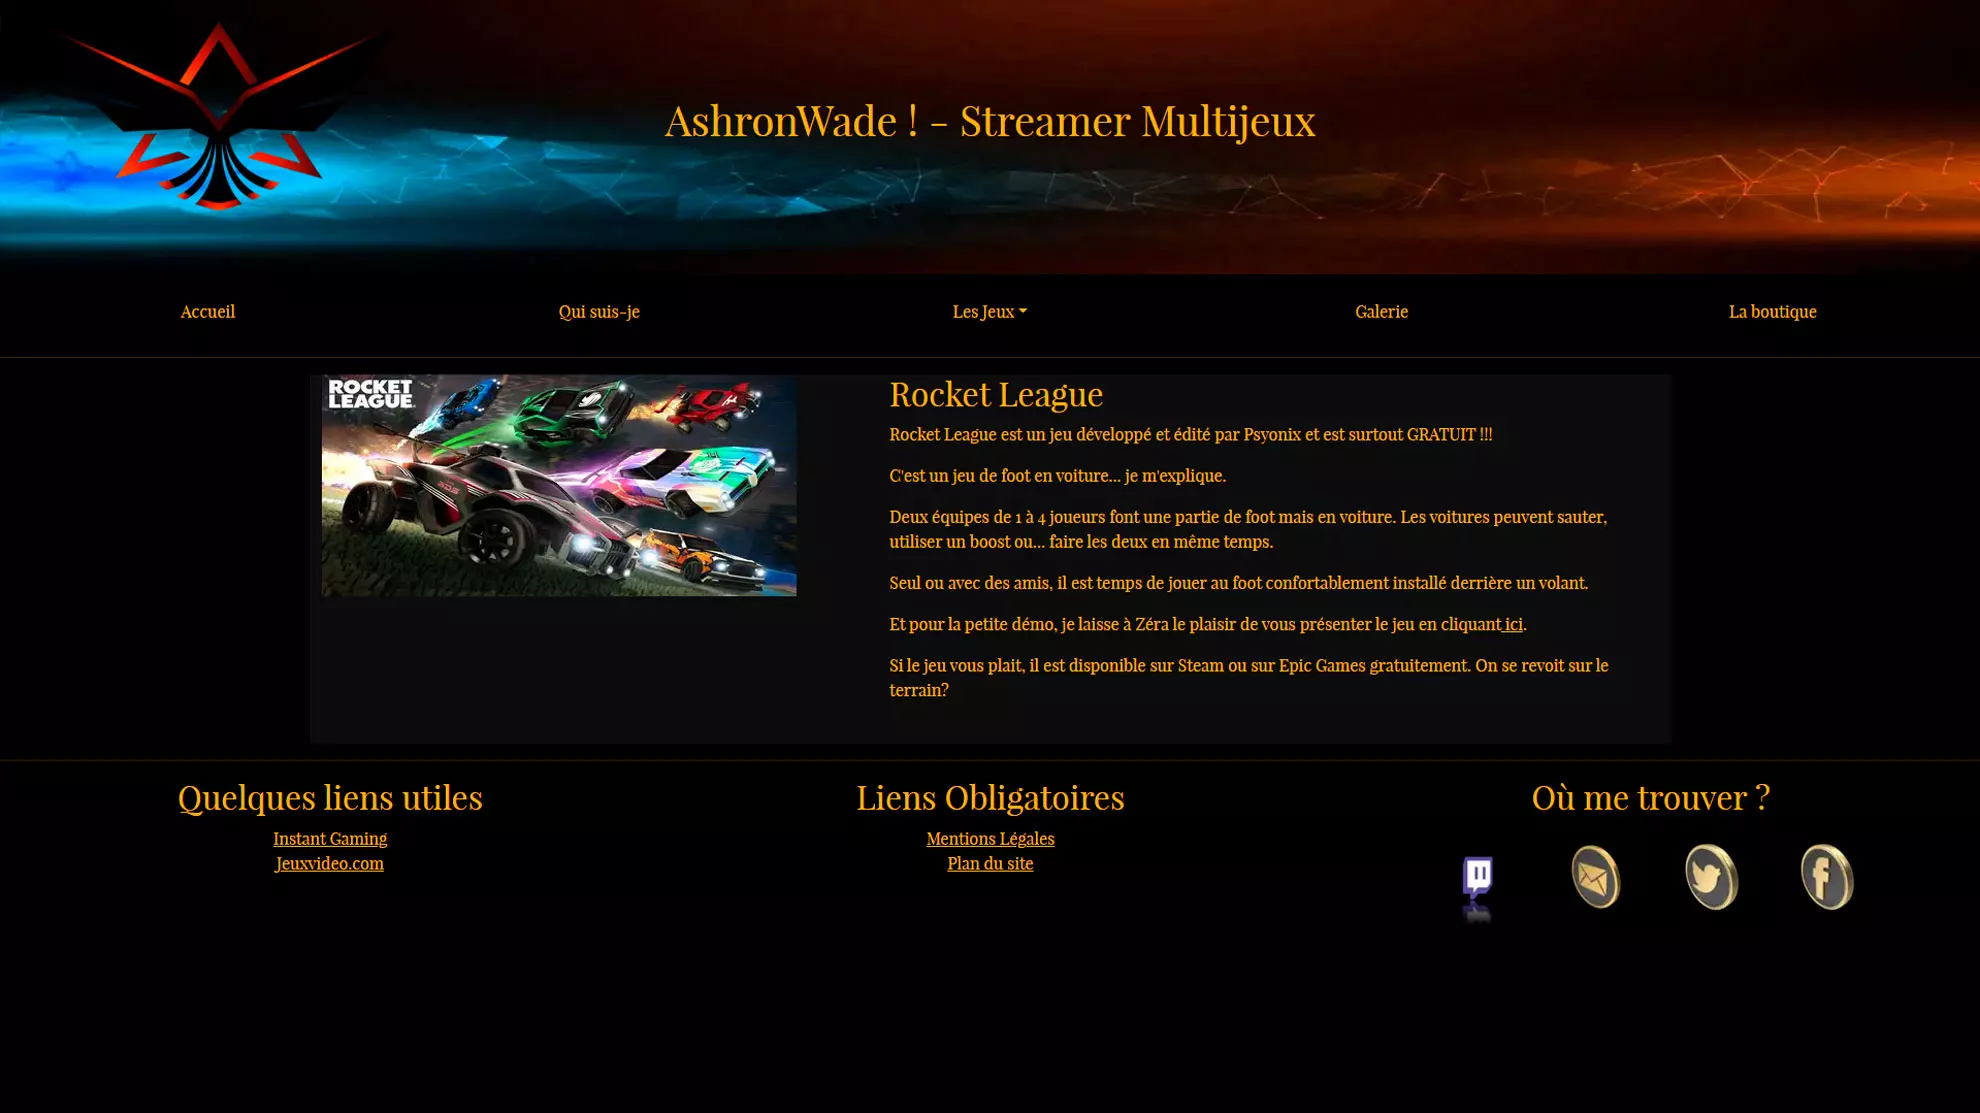 AshronWade ! - Streamer Multijeux
Accueil
Qui suis-je
Les Jeux
Galerie
La boutique
ROCKET
LEAGUE
Rocket League
Rocket League est un jeu développé et édité par Psyonix et est surtout GRATUIT !!!
C'est un jeu de foot en voiture... je m'explique.
Deux équipes de 1 à 4 joueurs font une partie de foot mais en voiture. Les voitures peuvent sauter,
utiliser un boost ou... faire les deux en même temps.
Seul ou avec des amis, il est temps de jouer au foot confortablement installé derrière un volant.
Et pour la petite démo, je laisse à Zéra le plaisir de vous présenter le jeu en cliquant ici.
Si le jeu vous plait, il est disponible sur Steam ou sur Epic Games gratuitement. On se revoit sur le
terrain?
Quelques liens utiles
Instant Gaming
Jeuxvideo.com
Liens Obligatoires
Mentions Légales
Plan du site
Où me trouver ?